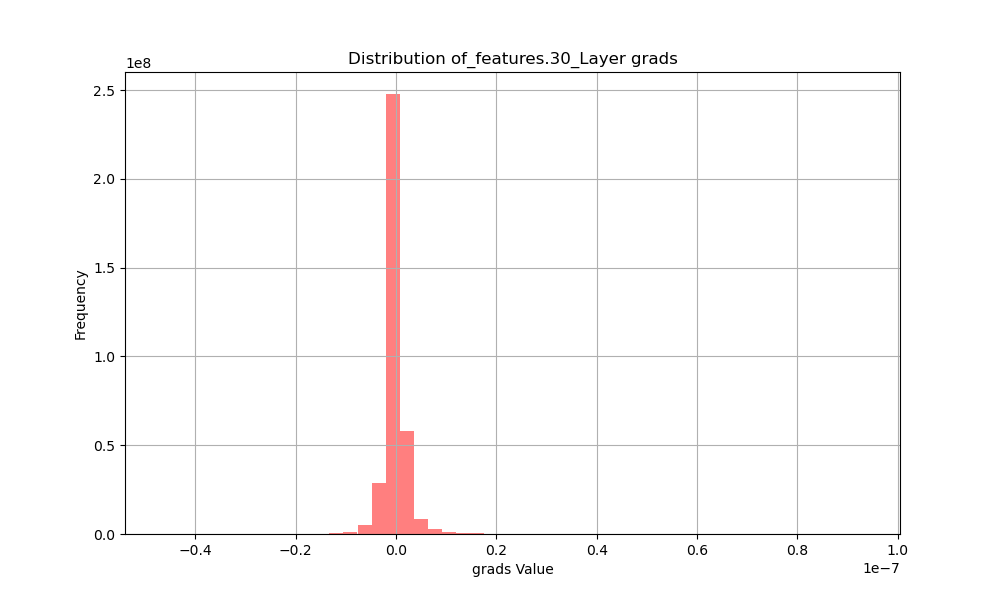 Distribution of_features.30_Layer grads
1e8
2.5
2.0
1.5
1.0
0.5
0.0
Frequency
−0.4 −0.2 0.0 0.2 0.4 0.6 0.8 1.0
1e−7
grads Value